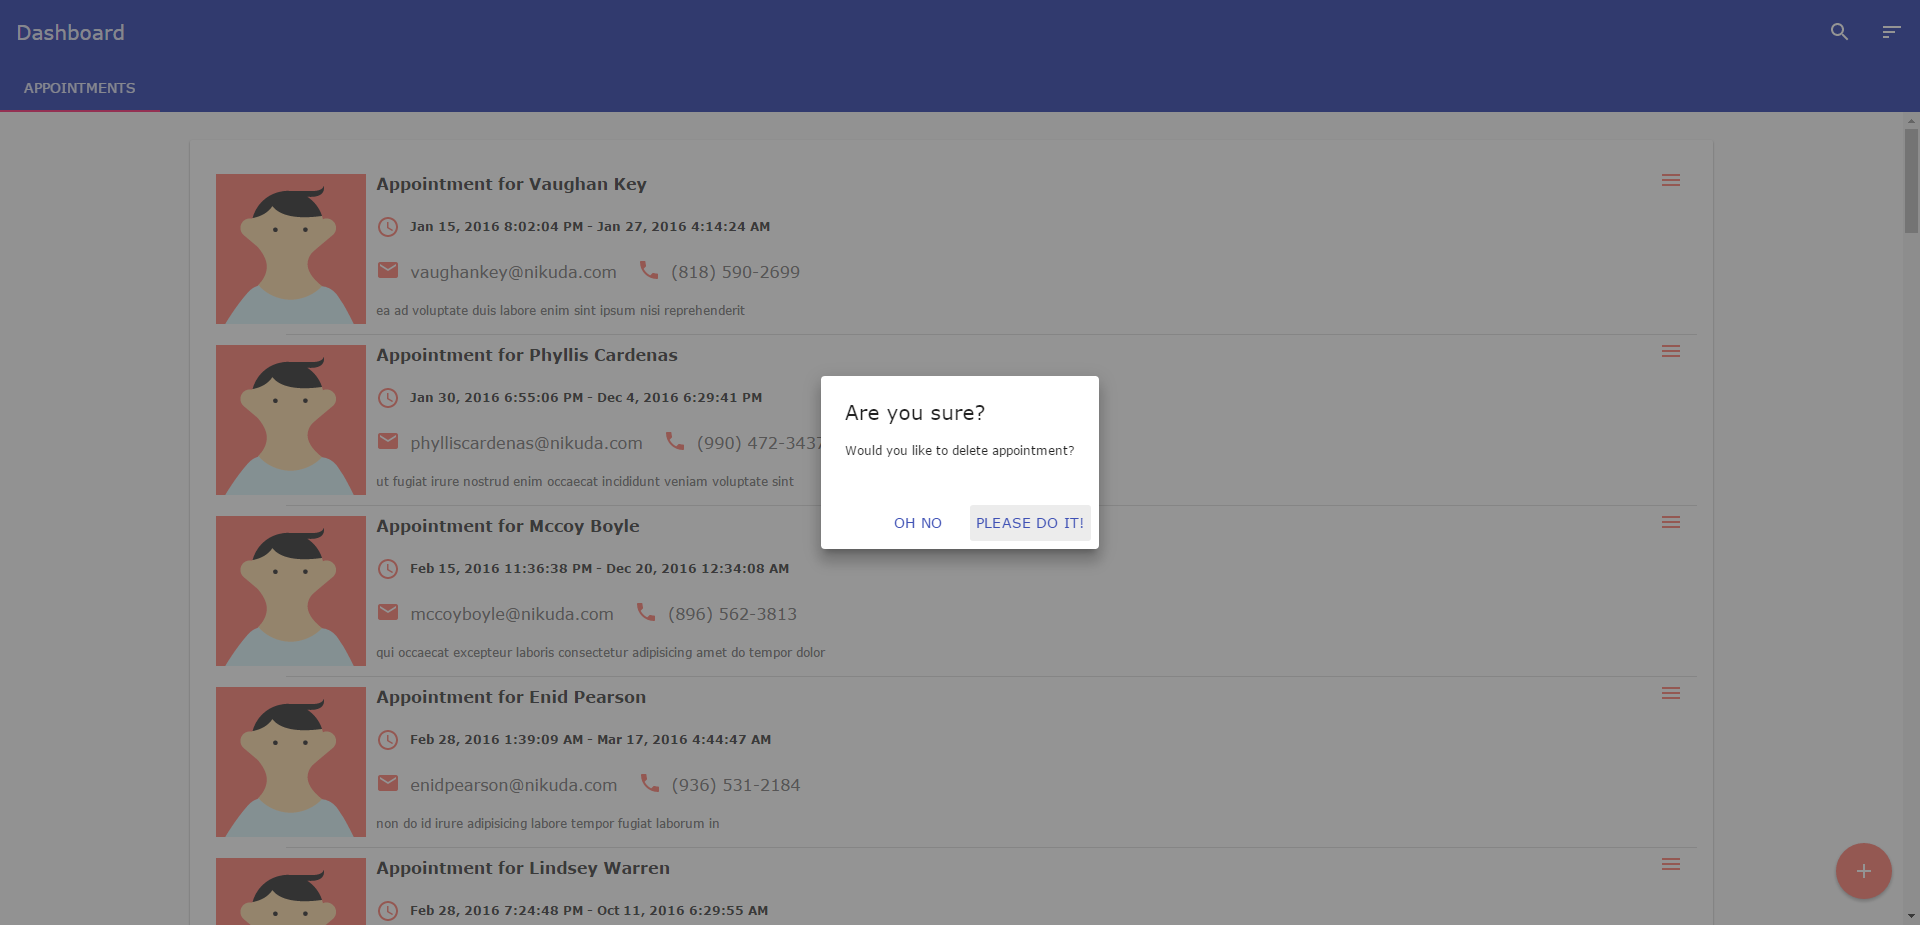 Dashboard
APPOINTMENTS
Appointment for Vaughan Key
Jan 15, 2016 8:02:04 PM - Jan 27, 2016 4:14:24 AM
vaughankey@nikuda.com (818) 590-2699
ea ad voluptate duis labore enim sint ipsum nisi reprehenderit
Appointment for Phyllis Cardenas
Jan 30, 2016 6:55:06 PM - Dec 4, 2016 6:29:41 PM
phylliscardenas@nikuda.com (990) 472-3437
ut fugiat irure nostrud enim occaecat incididunt veniam voluptate sint
Appointment for Mccoy Boyle
Feb 15, 2016 11:36:38 PM - Dec 20, 2016 12:34:08 AM
mccoyboyle@nikuda.com (896) 562-3813
qui occaecat excepteur laboris consectetur adipisicing amet do tempor dolor
Appointment for Enid Pearson
Feb 28, 2016 1:39:09 AM - Mar 17, 2016 4:44:47 AM
enidpearson@nikuda.com (936) 531-2184
non do id irure adipisicing labore tempor fugiat laborum in
Appointment for Lindsey Warren
Feb 28, 2016 7:24:48 PM - Oct 11, 2016 6:29:55 AM
Are you sure?
Would you like to delete appointment?
OH NO PLEASE DO IT!